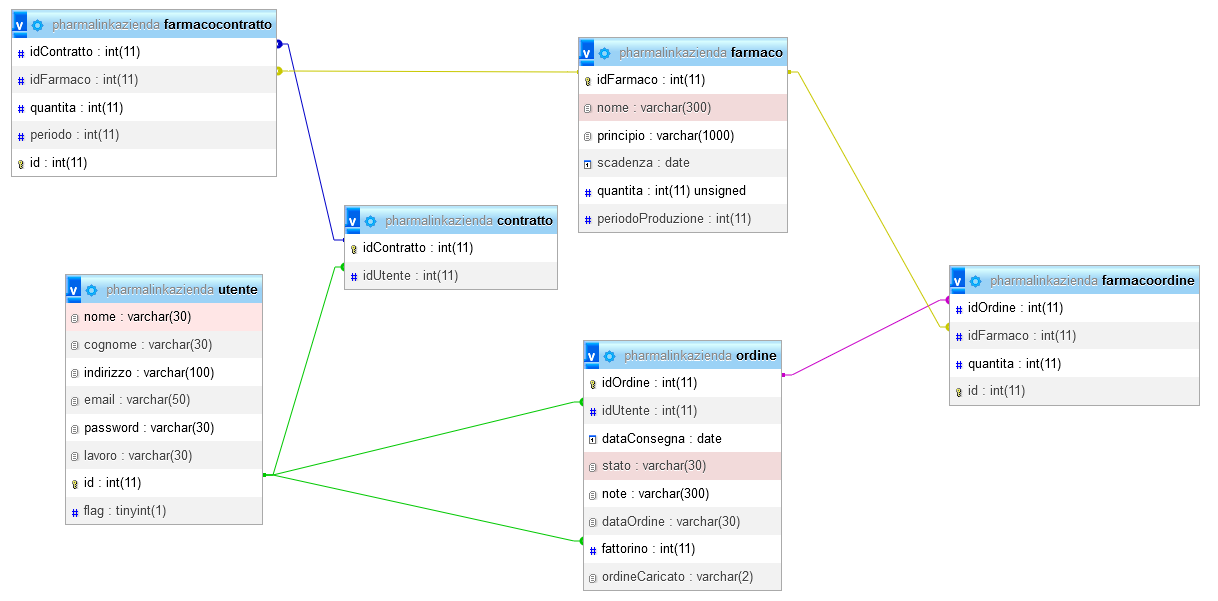 pharmalinkazienda farmacocontratto
idContratto : int(11)
idFarmaco : int(11)
quantita : int(11)
periodo : int(11)
id : int(11)
pharmalinkazienda farmaco
idFarmaco : int(11)
nome : varchar(300)
principio : varchar(1000)
scadenza : date
quantita : int(11) unsigned
periodoProduzione : int(11)
pharmalinkazienda contratto
idContratto : int(11)
idUtente : int(11)
pharmalinkazienda utente
nome : varchar(30)
cognome : varchar(30)
indirizzo : varchar(100)
email : varchar(50)
password : varchar(30)
lavoro : varchar(30)
id : int(11)
flag : tinyint(1)
pharmalinkazienda ordine
idOrdine : int(11)
idUtente : int(11)
dataConsegna : date
stato : varchar(30)
note : varchar(300)
dataOrdine : varchar(30)
fattorino : int(11)
ordineCaricato : varchar(2)
pharmalinkazienda farmacoordine
idOrdine : int(11)
idFarmaco : int(11)
quantita : int(11)
id : int(11)